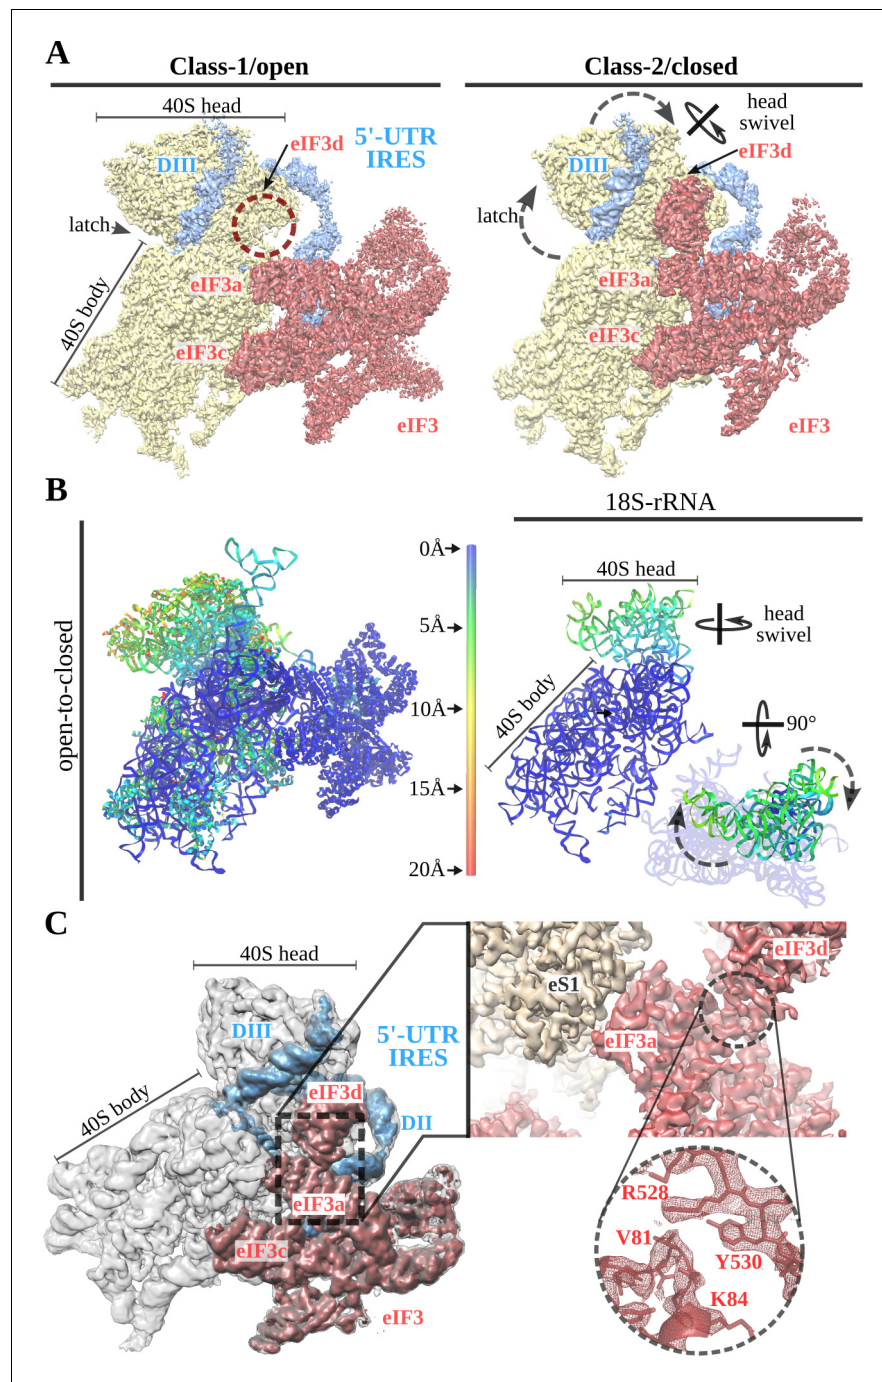 A
Class-1/open
Class-2/closed
40S head
eIF3d
5'-UTR
IRES
DIII
latch
40S body
eIF3a
eIF3c
eIF3
head
swivel
eIF3d
DIII
latch
eIF3a
eIF3c
eIF3
B
18S-rRNA
open-to-closed
0Å
5Å
10Å
15Å
20Å
40S head
head
swivel
40S body
90°
C
40S head
DIII
5'-UTR
IRES
40S body
eIF3d
DII
eIF3a
eIF3c
eIF3
eIF3d
eS1
eIF3a
R528
V81
Y530
K84